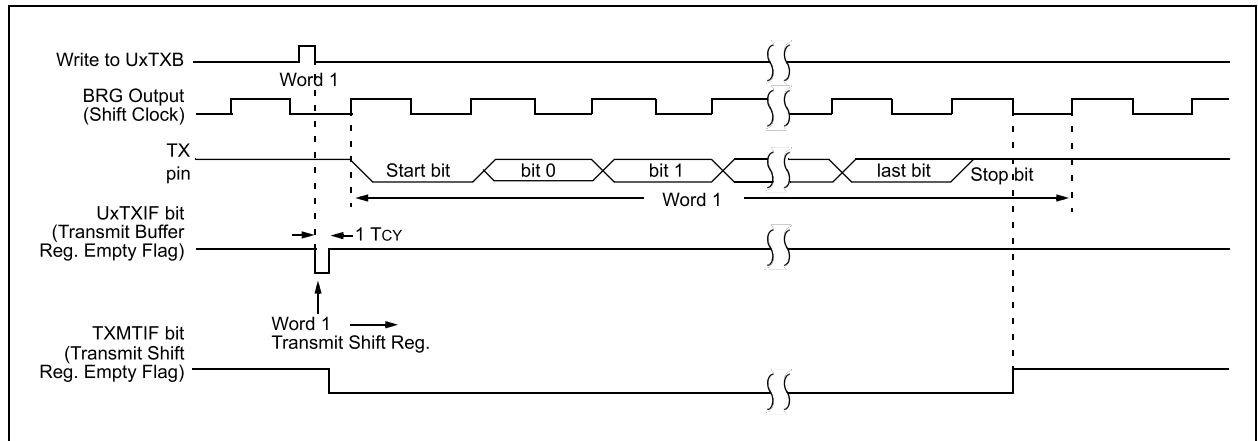 Write to UxTXB
Word 1
BRG Output
(Shift Clock)
TX
pin
Start bit
bit 0
bit 1
last bit
Stop bit
Word 1
UxTXIF bit
(Transmit Buffer
Reg. Empty Flag)
1 TCY
Word 1
Transmit Shift Reg.
TXMTIF bit
(Transmit Shift
Reg. Empty Flag)